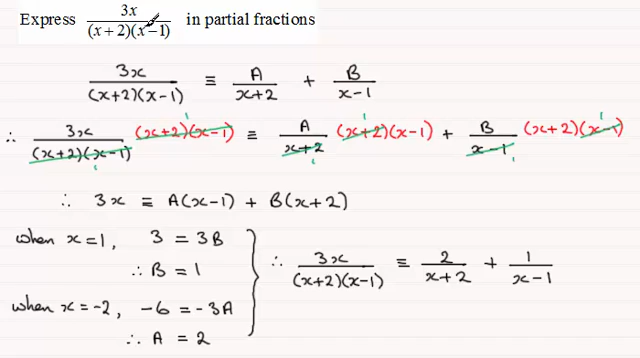 Express 3x/((x+2)(x−1)) in partial fractions
3x/((x+2)(x-1)) ≡ A/(x+2) + B/(x-1)
∴ 3x/((x+2)(x-1)) (x+2)(x-1) ≡ A/(x+2) (x+2)(x-1) + B/(x-1) (x+2)(x-1)
∴ 3x ≡ A(x-1) + B(x+2)
when x=1, 3 = 3B
∴ B = 1
when x=-2, -6 = -3A
∴ A = 2
∴ 3x/((x+2)(x-1)) ≡ 2/(x+2) + 1/(x-1)